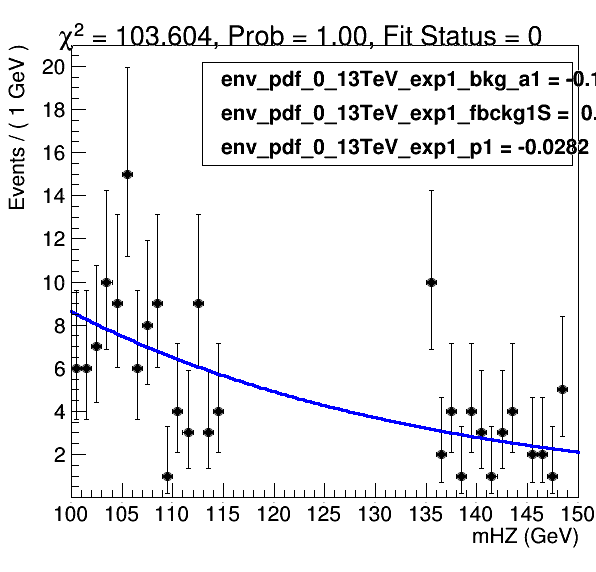 χ² = 103.604, Prob = 1.00, Fit Status = 0
env_pdf_0_13TeV_exp1_bkg_a1 = -0.1
env_pdf_0_13TeV_exp1_fbckg1S = 0.
env_pdf_0_13TeV_exp1_p1 = -0.0282
Events / ( 1 GeV )
20
18
16
14
12
10
8
6
4
2
100 105 110 115 120 125 130 135 140 145 150
mHZ (GeV)